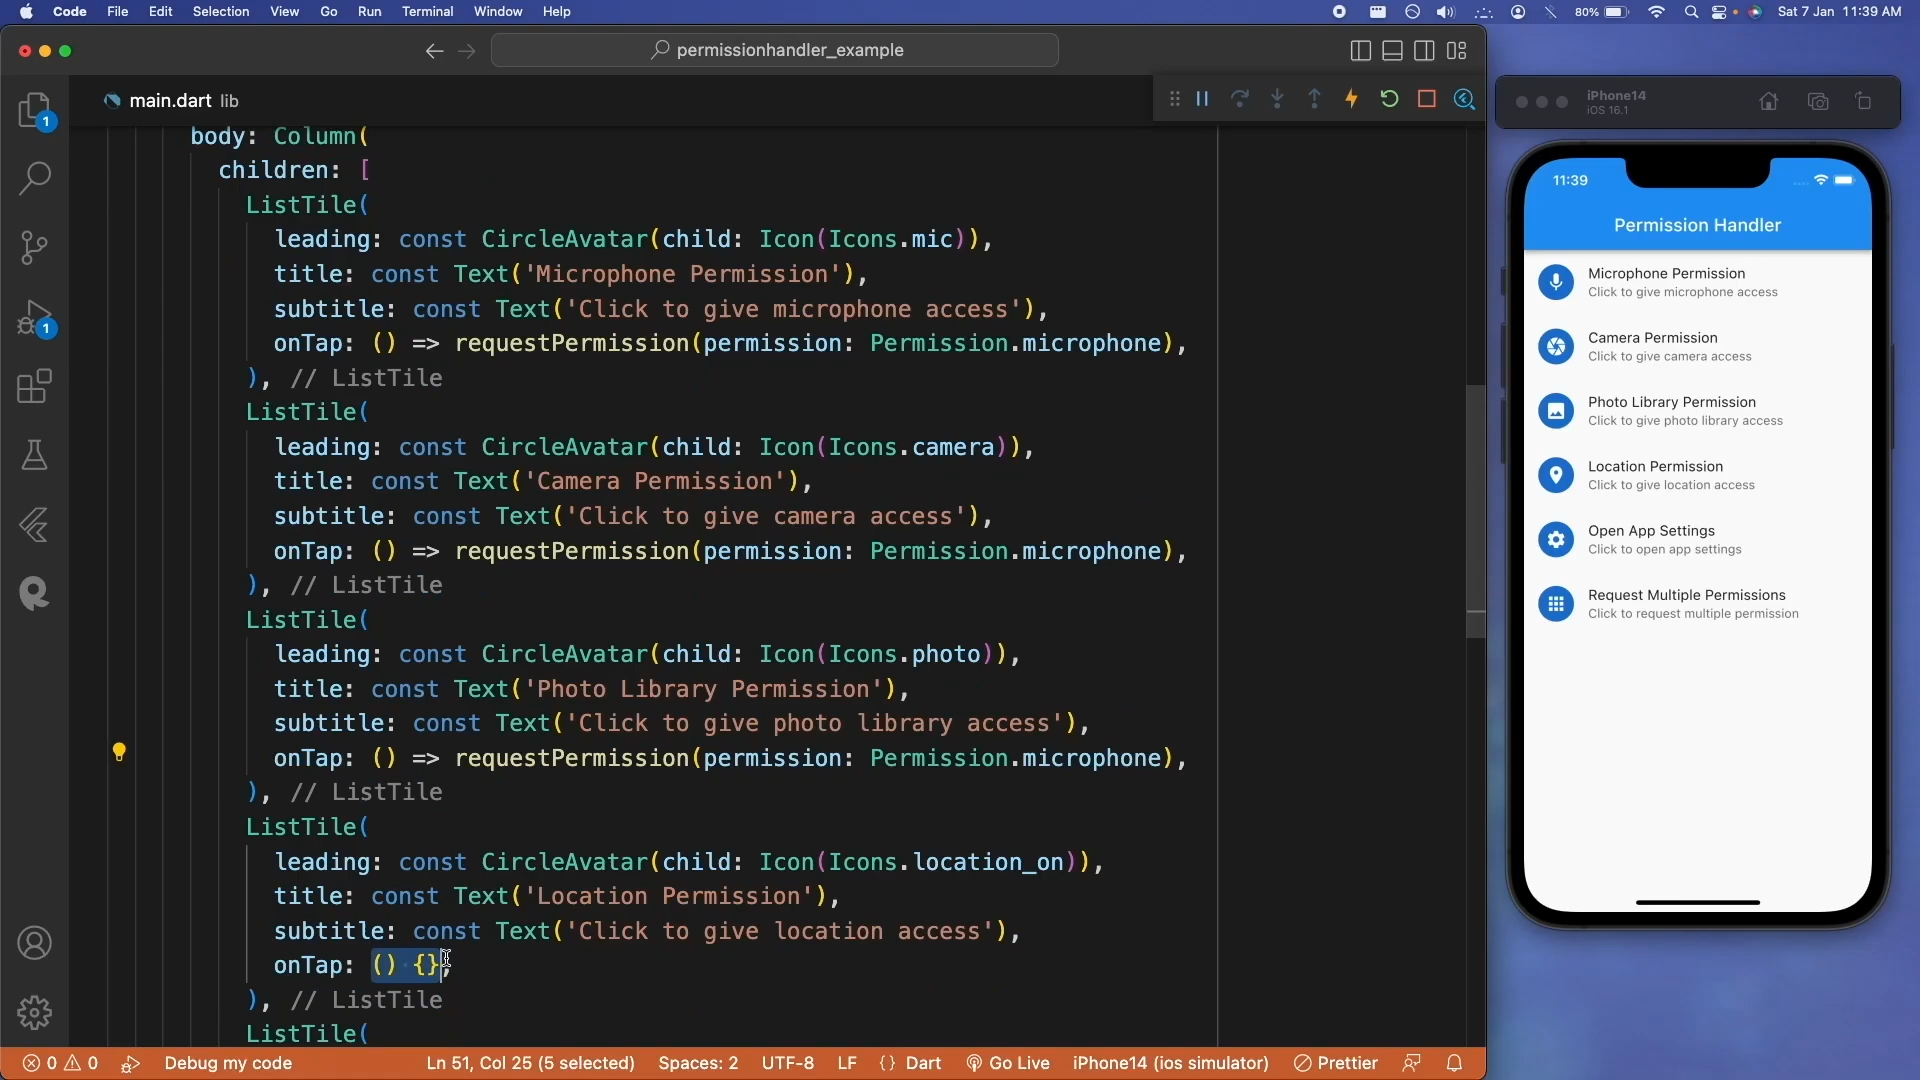 Code File Edit Selection View Go Run Terminal Window Help
80%
Sat 7 Jan 11:39 AM
permissionhandler_example
main.dart lib
1
1
body: Column(
children: [
ListTile(
leading: const CircleAvatar(child: Icon(Icons.mic)),
title: const Text('Microphone Permission'),
subtitle: const Text('Click to give microphone access'),
onTap: () => requestPermission(permission: Permission.microphone),
), // ListTile
ListTile(
leading: const CircleAvatar(child: Icon(Icons.camera)),
title: const Text('Camera Permission'),
subtitle: const Text('Click to give camera access'),
onTap: () => requestPermission(permission: Permission.microphone),
), // ListTile
ListTile(
leading: const CircleAvatar(child: Icon(Icons.photo)),
title: const Text('Photo Library Permission'),
subtitle: const Text('Click to give photo library access'),
onTap: () => requestPermission(permission: Permission.microphone),
), // ListTile
ListTile(
leading: const CircleAvatar(child: Icon(Icons.location_on)),
title: const Text('Location Permission'),
subtitle: const Text('Click to give location access'),
onTap: () {},
), // ListTile
ListTile(
0 0 Debug my code Ln 51, Col 25 (5 selected) Spaces: 2 UTF-8 LF {} Dart Go Live iPhone14 (ios simulator) Prettier
iPhone14
iOS 16.1
11:39
Permission Handler
Microphone Permission
Click to give microphone access
Camera Permission
Click to give camera access
Photo Library Permission
Click to give photo library access
Location Permission
Click to give location access
Open App Settings
Click to open app settings
Request Multiple Permissions
Click to request multiple permission